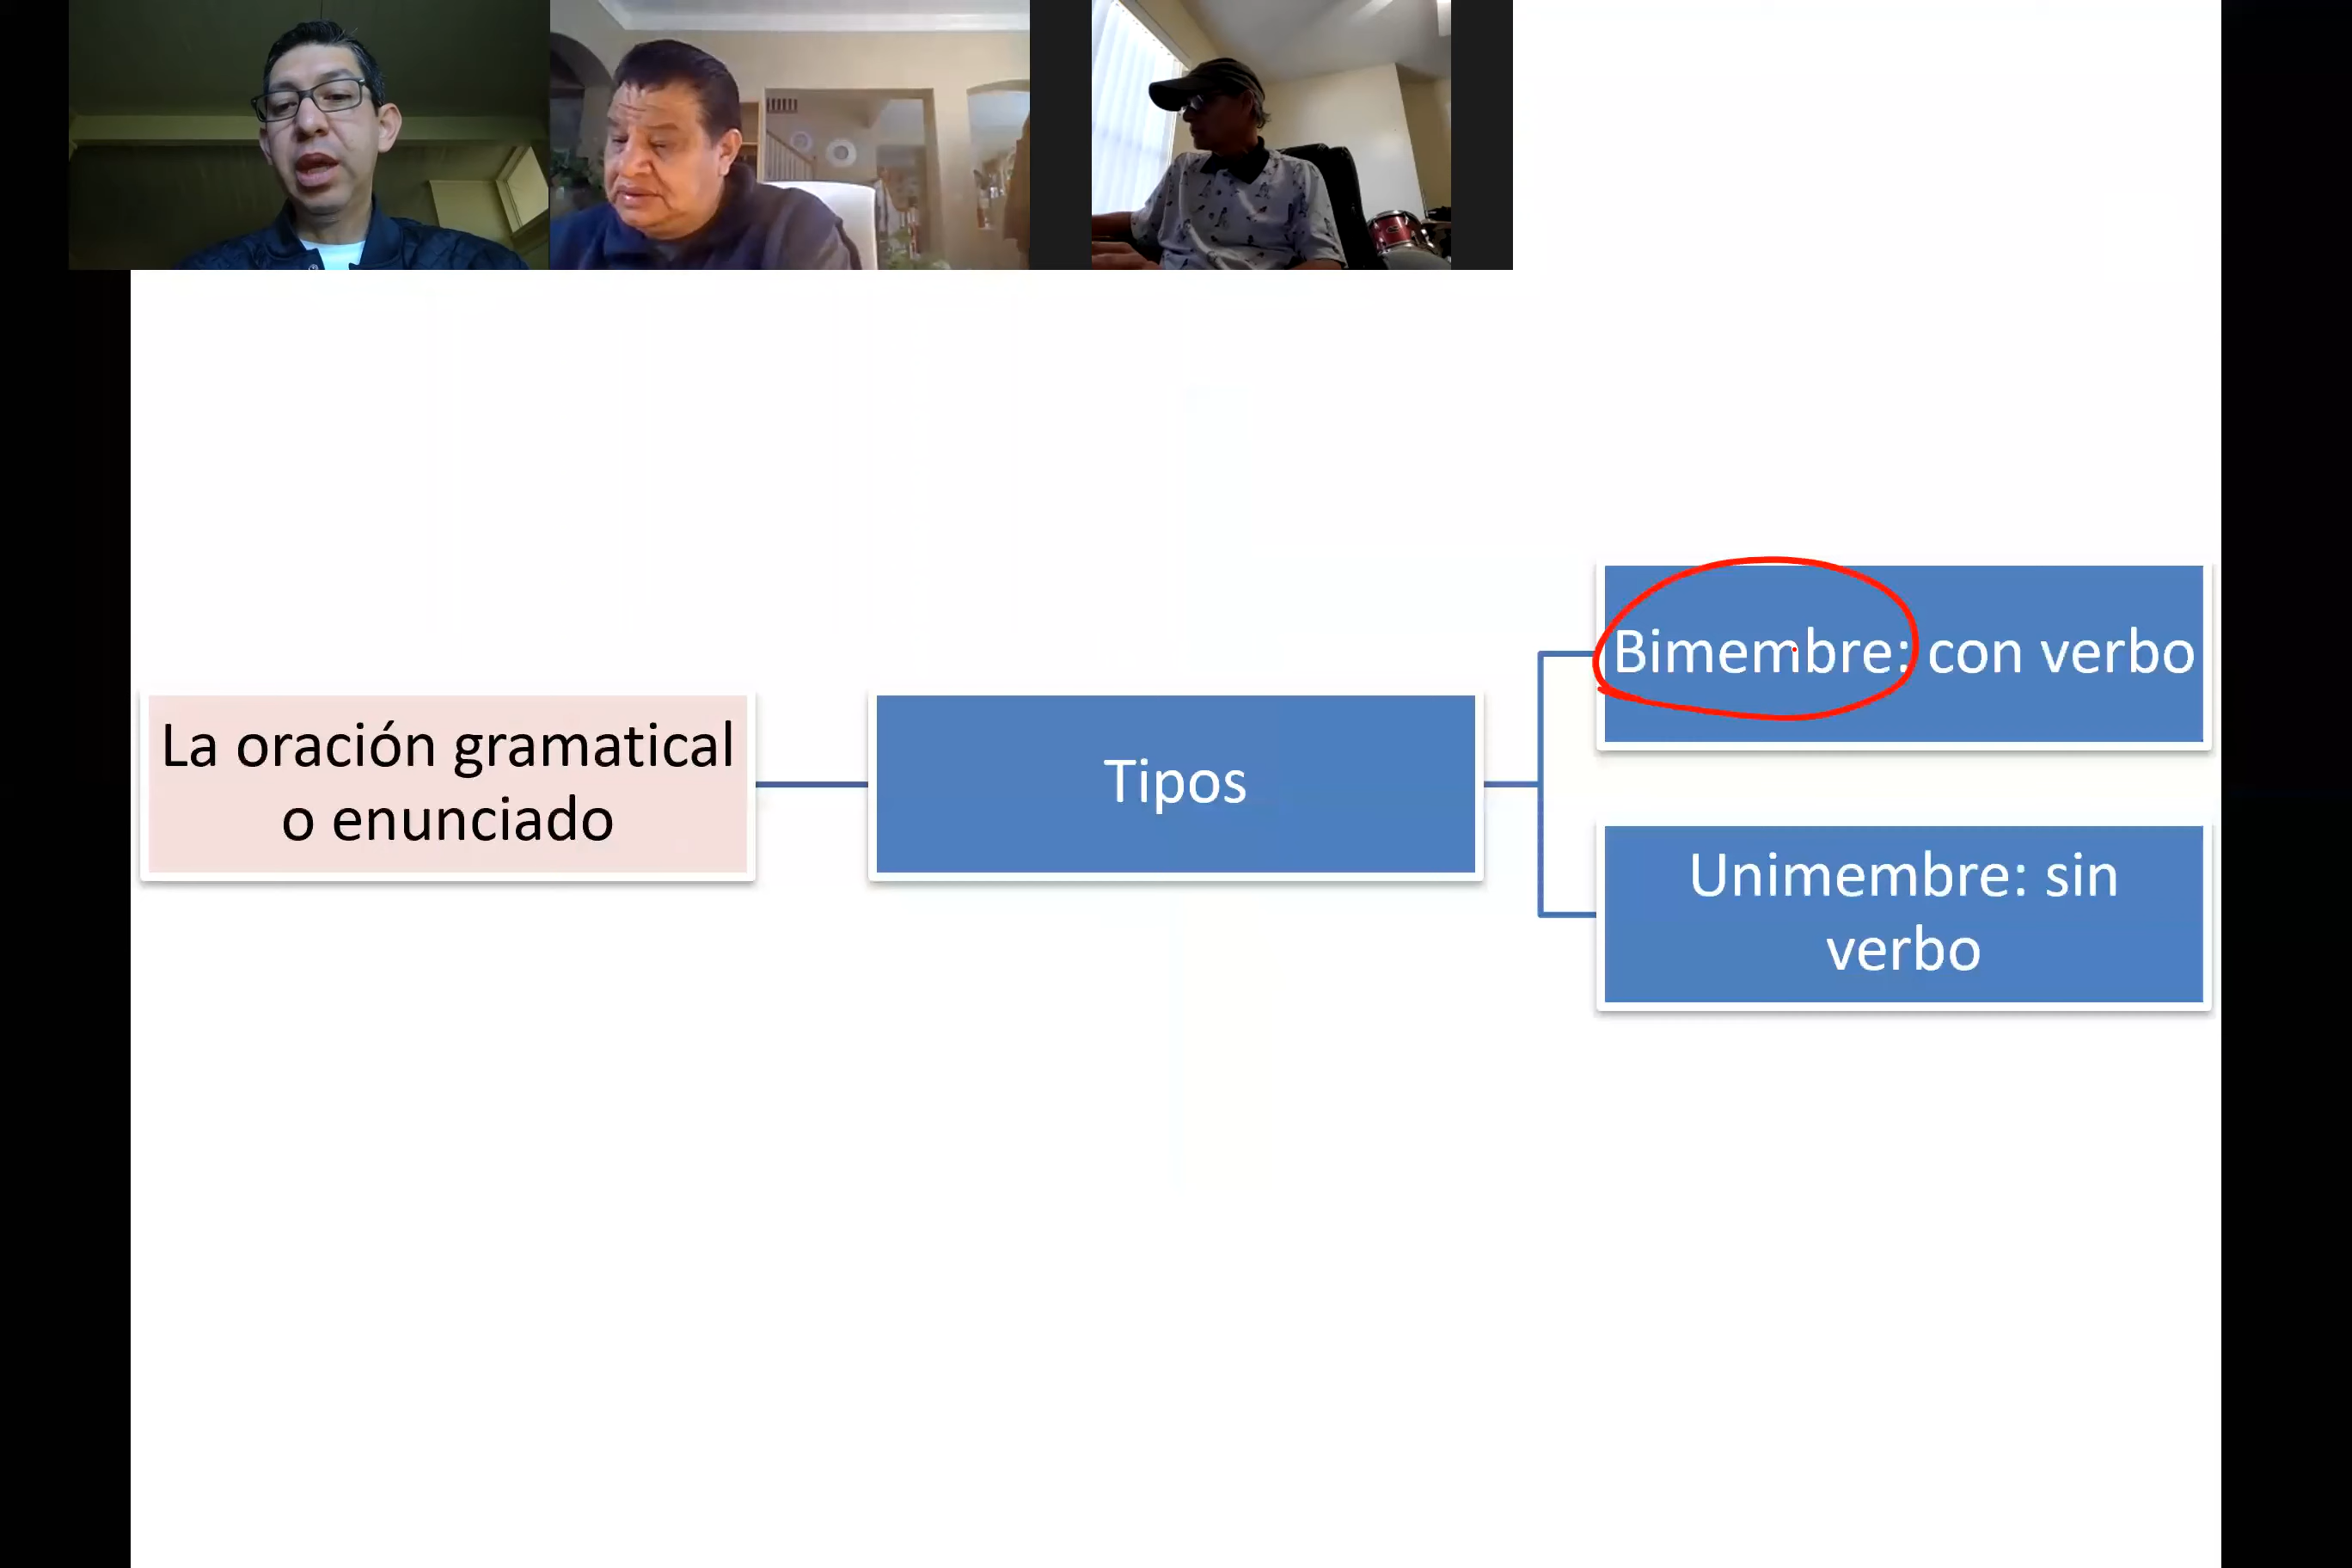 La oración gramatical
o enunciado
Tipos
Bimembre: con verbo
Unimembre: sin
verbo